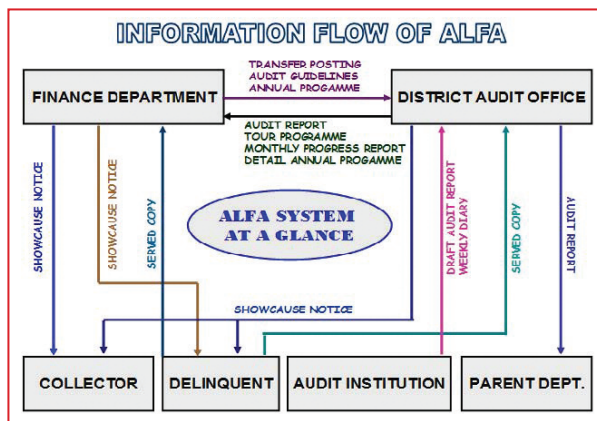 INFORMATION FLOW OF ALFA
TRANSFER POSTING
AUDIT GUIDELINES
ANNUAL PROGAMME
FINANCE DEPARTMENT
DISTRICT AUDIT OFFICE
AUDIT REPORT
TOUR PROGRAMME
MONTHLY PROGRESS REPORT
DETAIL ANNUAL PROGAMME
SHOWCAUSE NOTICE
SHOWCAUSE NOTICE
SERVED COPY
ALFA SYSTEM
AT A GLANCE
DRAFT AUDIT REPORT
WEEKLY DIARY
SERVED COPY
AUDIT REPORT
SHOWCAUSE NOTICE
COLLECTOR
DELINQUENT
AUDIT INSTITUTION
PARENT DEPT.